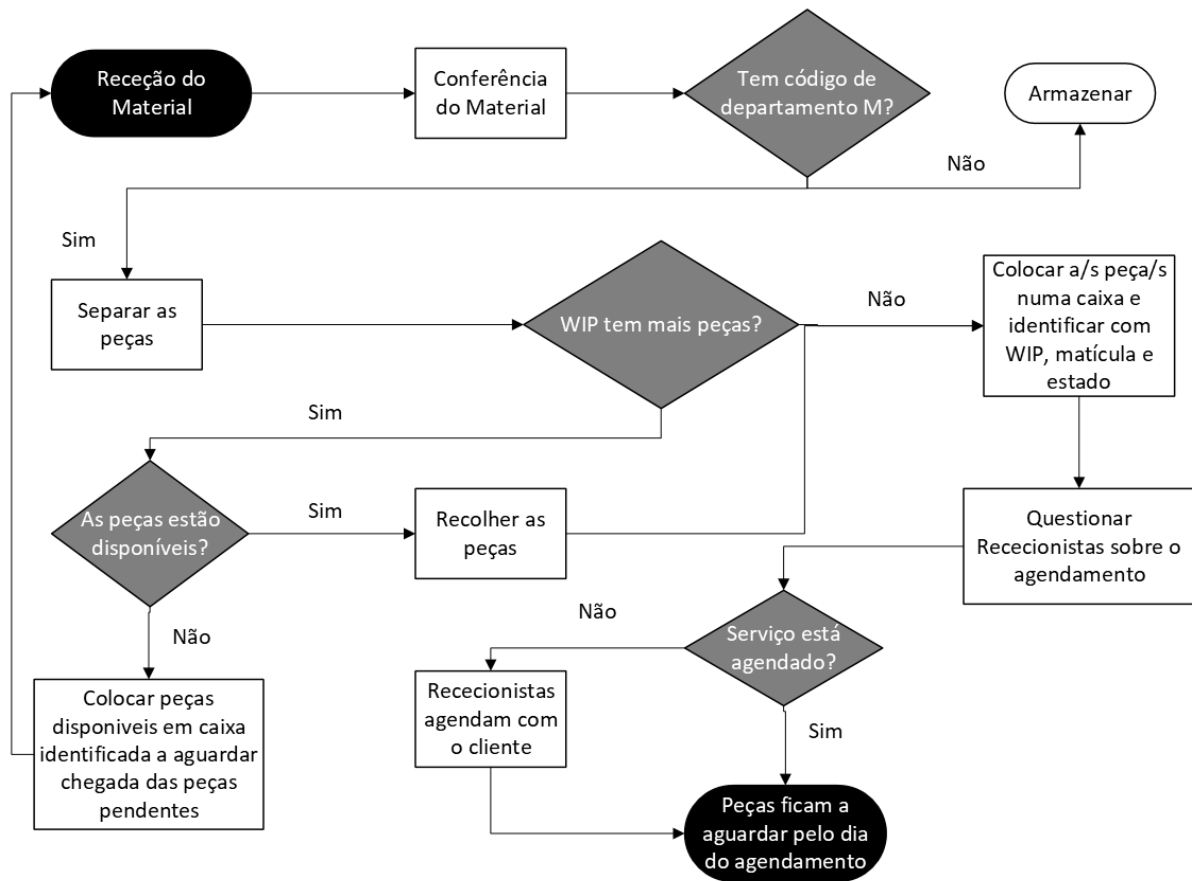 Receção do
Material
Conferência
do Material
Tem código de
departamento M?
Armazenar
Não
Sim
Separar as
peças
WIP tem mais peças?
Não
Colocar a/s peça/s
numa caixa e
identificar com
WIP, matícula e
estado
Sim
As peças estão
disponíveis?
Sim
Recolher as
peças
Questionar
Rececionistas sobre o
agendamento
Não
Não
Serviço está
agendado?
Colocar peças
disponiveis em caixa
identificada a aguardar
chegada das peças
pendentes
Rececionistas
agendam com
o cliente
Sim
Peças ficam a
aguardar pelo dia
do agendamento